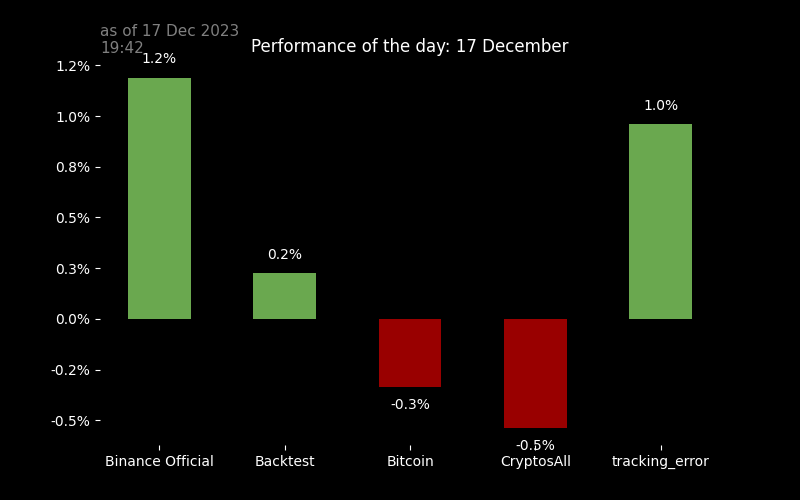 as of 17 Dec 2023
19:42
Performance of the day: 17 December
1.2%
1.2%
1.0%
1.0%
0.8%
0.5%
0.3%
0.2%
0.0%
-0.2%
-0.3%
-0.5%
-0.5%
Binance Official
Backtest
Bitcoin
CryptosAll
tracking_error